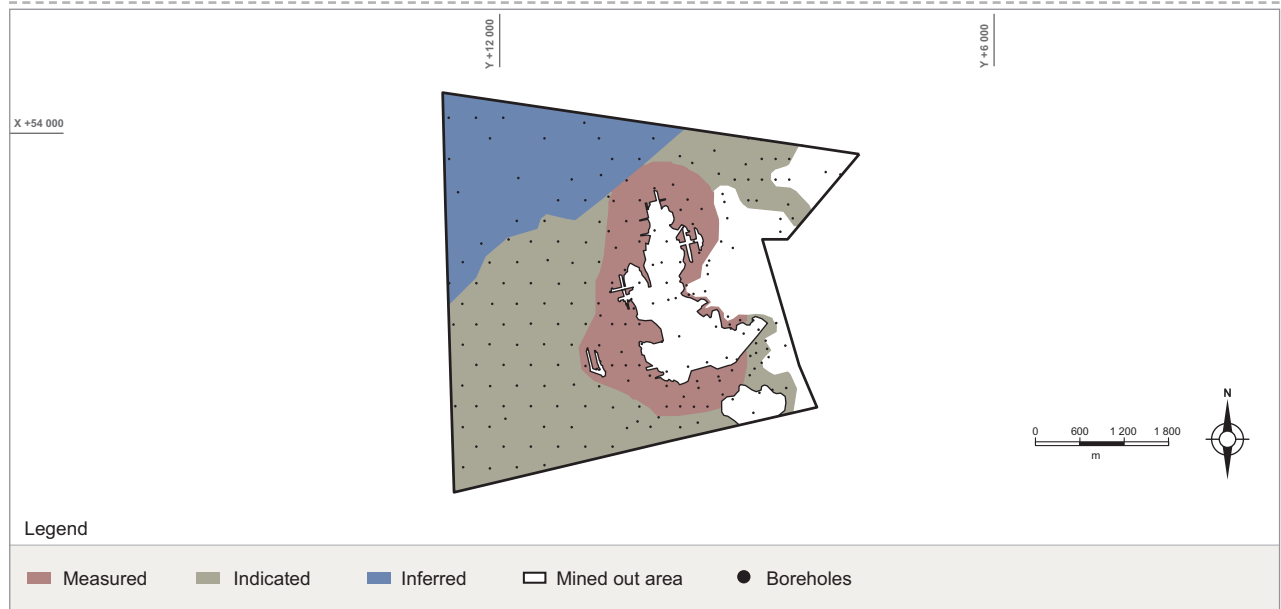 Y +12 000
Y +6 000
X +54 000
N
0 600 1 200 1 800
m
Legend
Measured Indicated Inferred Mined out area Boreholes